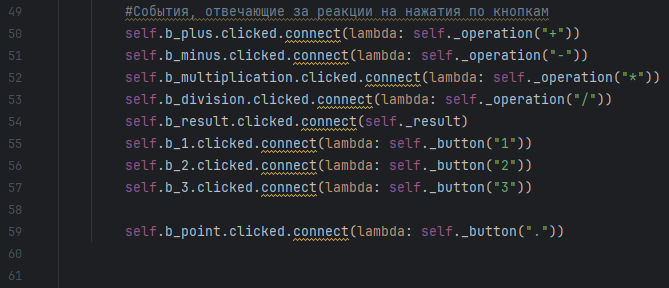 49 #События, отвечающие за реакции на нажатия по кнопкам
50 self.b_plus.clicked.connect(lambda: self._operation("+"))
51 self.b_minus.clicked.connect(lambda: self._operation("-"))
52 self.b_multiplication.clicked.connect(lambda: self._operation("*"))
53 self.b_division.clicked.connect(lambda: self._operation("/"))
54 self.b_result.clicked.connect(self._result)
55 self.b_1.clicked.connect(lambda: self._button("1"))
56 self.b_2.clicked.connect(lambda: self._button("2"))
57 self.b_3.clicked.connect(lambda: self._button("3"))
58
59 self.b_point.clicked.connect(lambda: self._button("."))
60
61